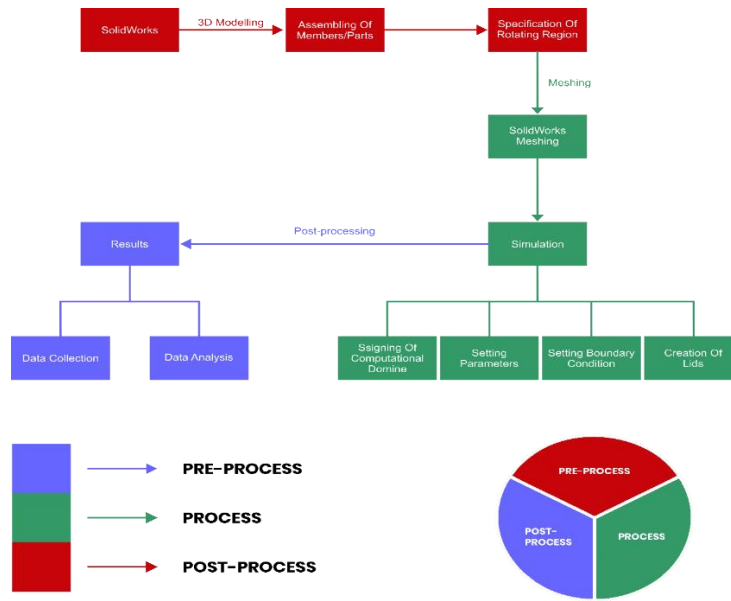 SolidWorks
3D Modelling
Assembling Of
Members/Parts
Specification Of
Rotating Region
Meshing
SolidWorks
Meshing
Results
Post-processing
Simulation
Data Collection
Data Analysis
Ssigning Of
Computational
Domine
Setting
Parameters
Setting Boundary
Condition
Creation Of
Lids
PRE-PROCESS
PROCESS
POST-PROCESS
PRE-PROCESS
POST-
PROCESS
PROCESS